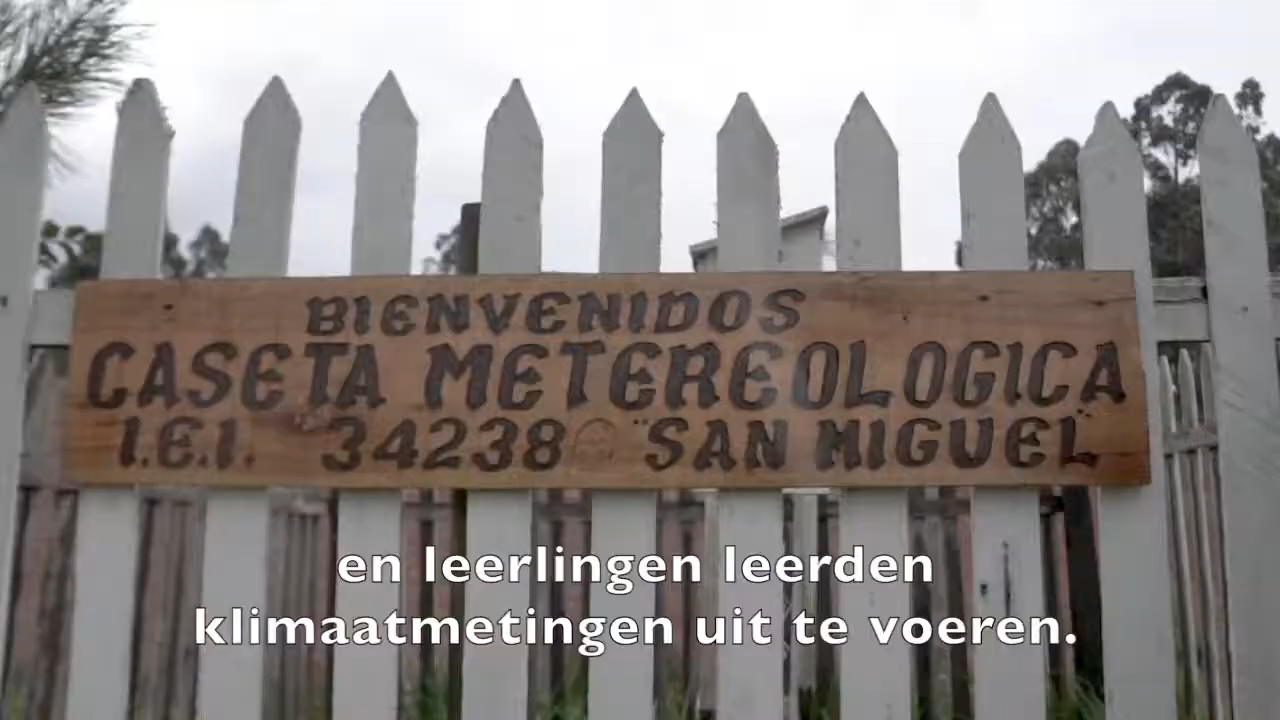 BIENVENIDOS
CASETA METEREOLOGICA
I.E.I. 34238 "SAN MIGUEL"
en leerlingen leerden
klimaatmetingen uit te voeren.